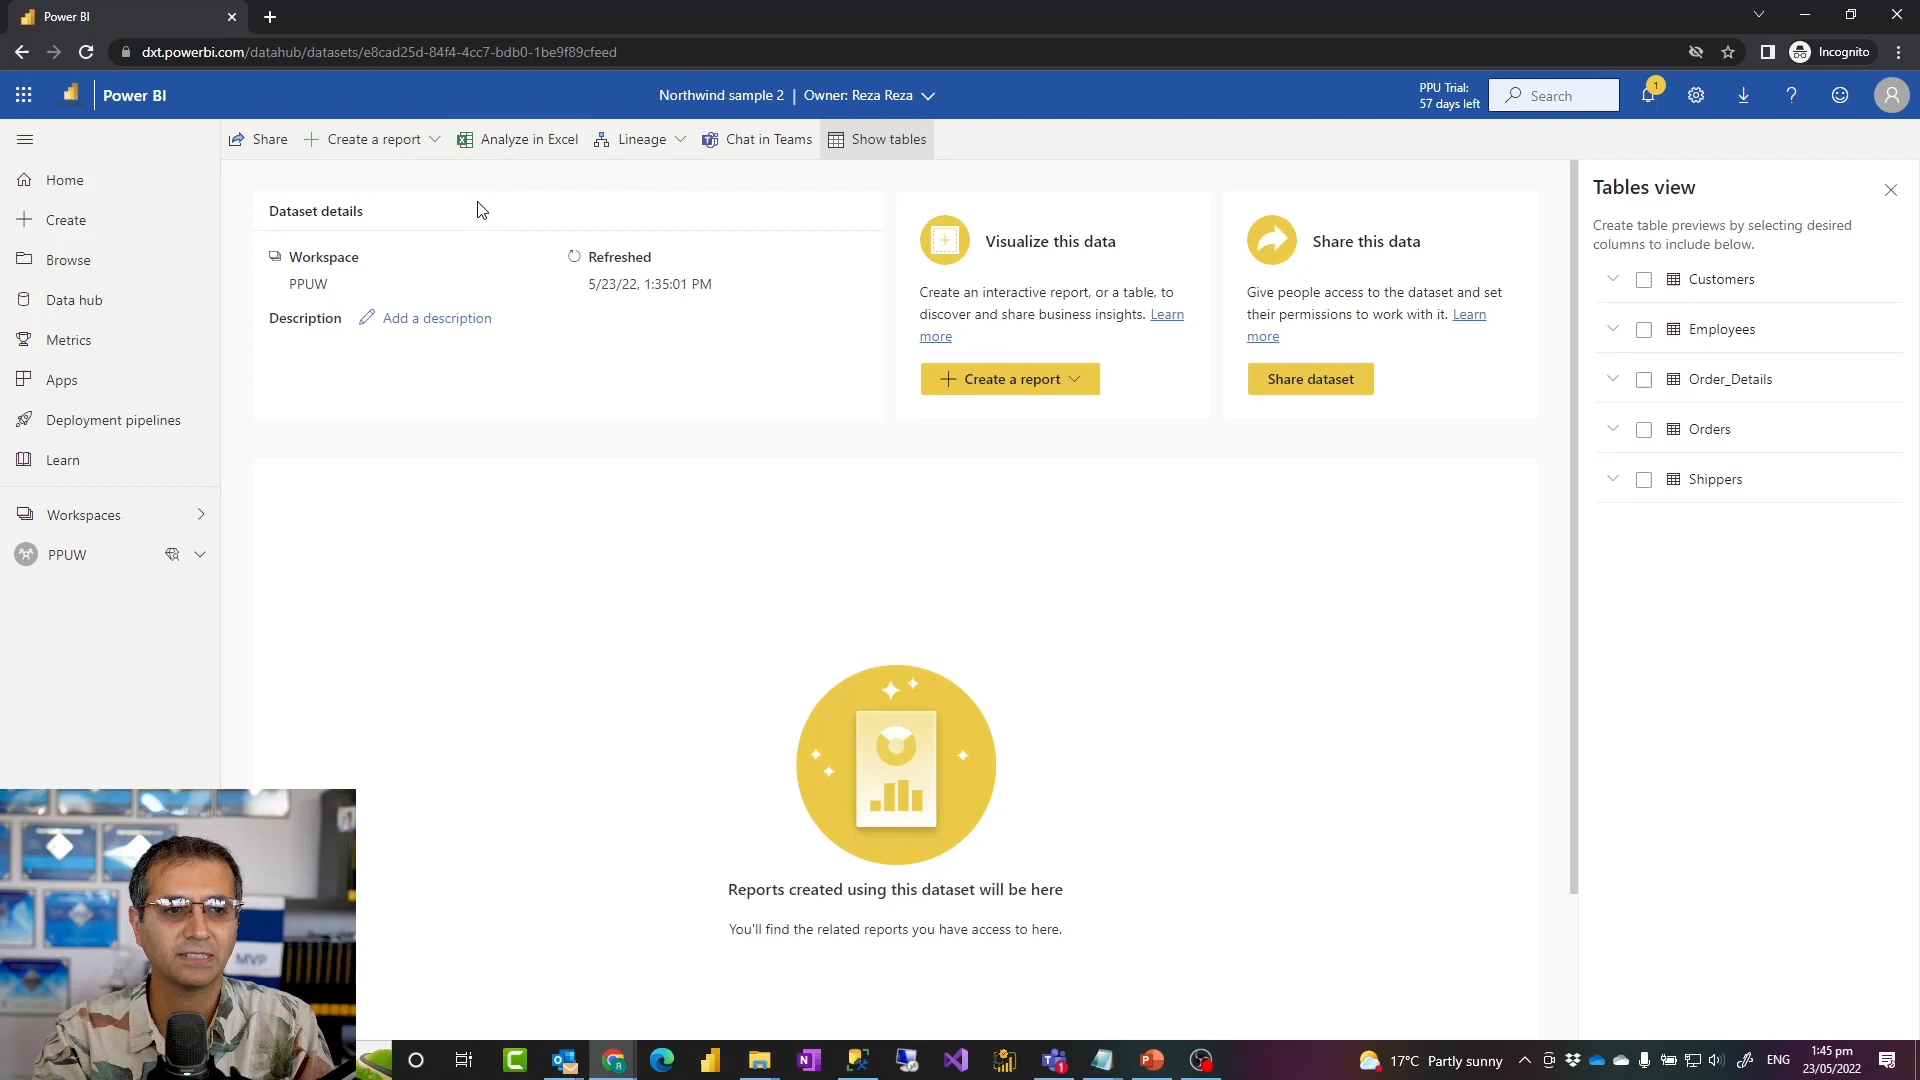 Power BI
dxt.powerbi.com/datahub/datasets/e8cad25d-84f4-4cc7-bdb0-1be9f89cfeed
Incognito
Power BI
Northwind sample 2 | Owner: Reza Reza
PPU Trial:
57 days left
Search
1
Share
Create a report
Analyze in Excel
Lineage
Chat in Teams
Show tables
Home
Create
Browse
Data hub
Metrics
Apps
Deployment pipelines
Learn
Workspaces
PPUW
Dataset details
Workspace
PPUW
Refreshed
5/23/22, 1:35:01 PM
Description
Add a description
Visualize this data
Create an interactive report, or a table, to
discover and share business insights. Learn
more
Create a report
Share this data
Give people access to the dataset and set
their permissions to work with it. Learn
more
Share dataset
Reports created using this dataset will be here
You'll find the related reports you have access to here.
Tables view
Create table previews by selecting desired
columns to include below.
Customers
Employees
Order_Details
Orders
Shippers
MVP
17°C Partly sunny
ENG
1:45 pm
23/05/2022